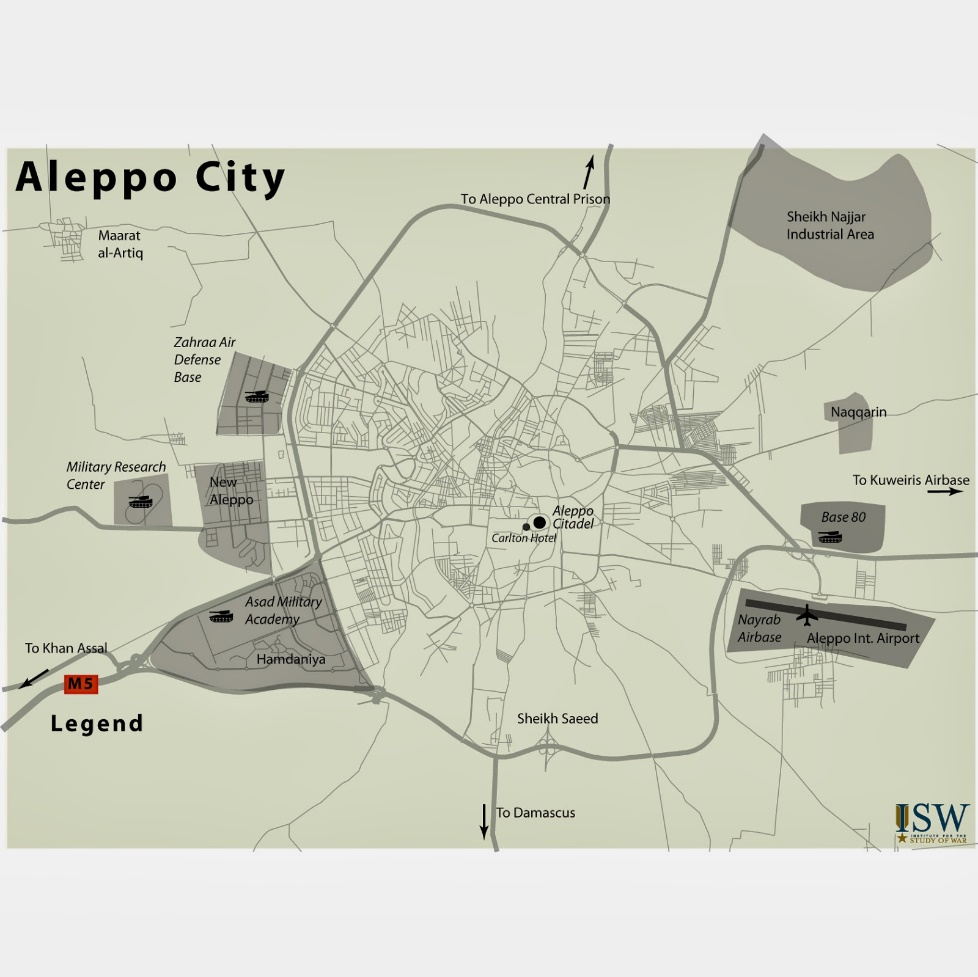 Aleppo City
To Aleppo Central Prison
Sheikh Najjar
Industrial Area
Maarat
al-Artiq
Zahraa Air
Defense
Base
Naqqarin
Military Research
Center
New
Aleppo
To Kuweiris Airbase
Aleppo
Citadel
Carlton Hotel
Base 80
Asad Military
Academy
Hamdaniya
Nayrab
Airbase
Aleppo Int. Airport
To Khan Assal
M5
Legend
Sheikh Saeed
To Damascus
ISW
INSTITUTE FOR THE
STUDY OF WAR